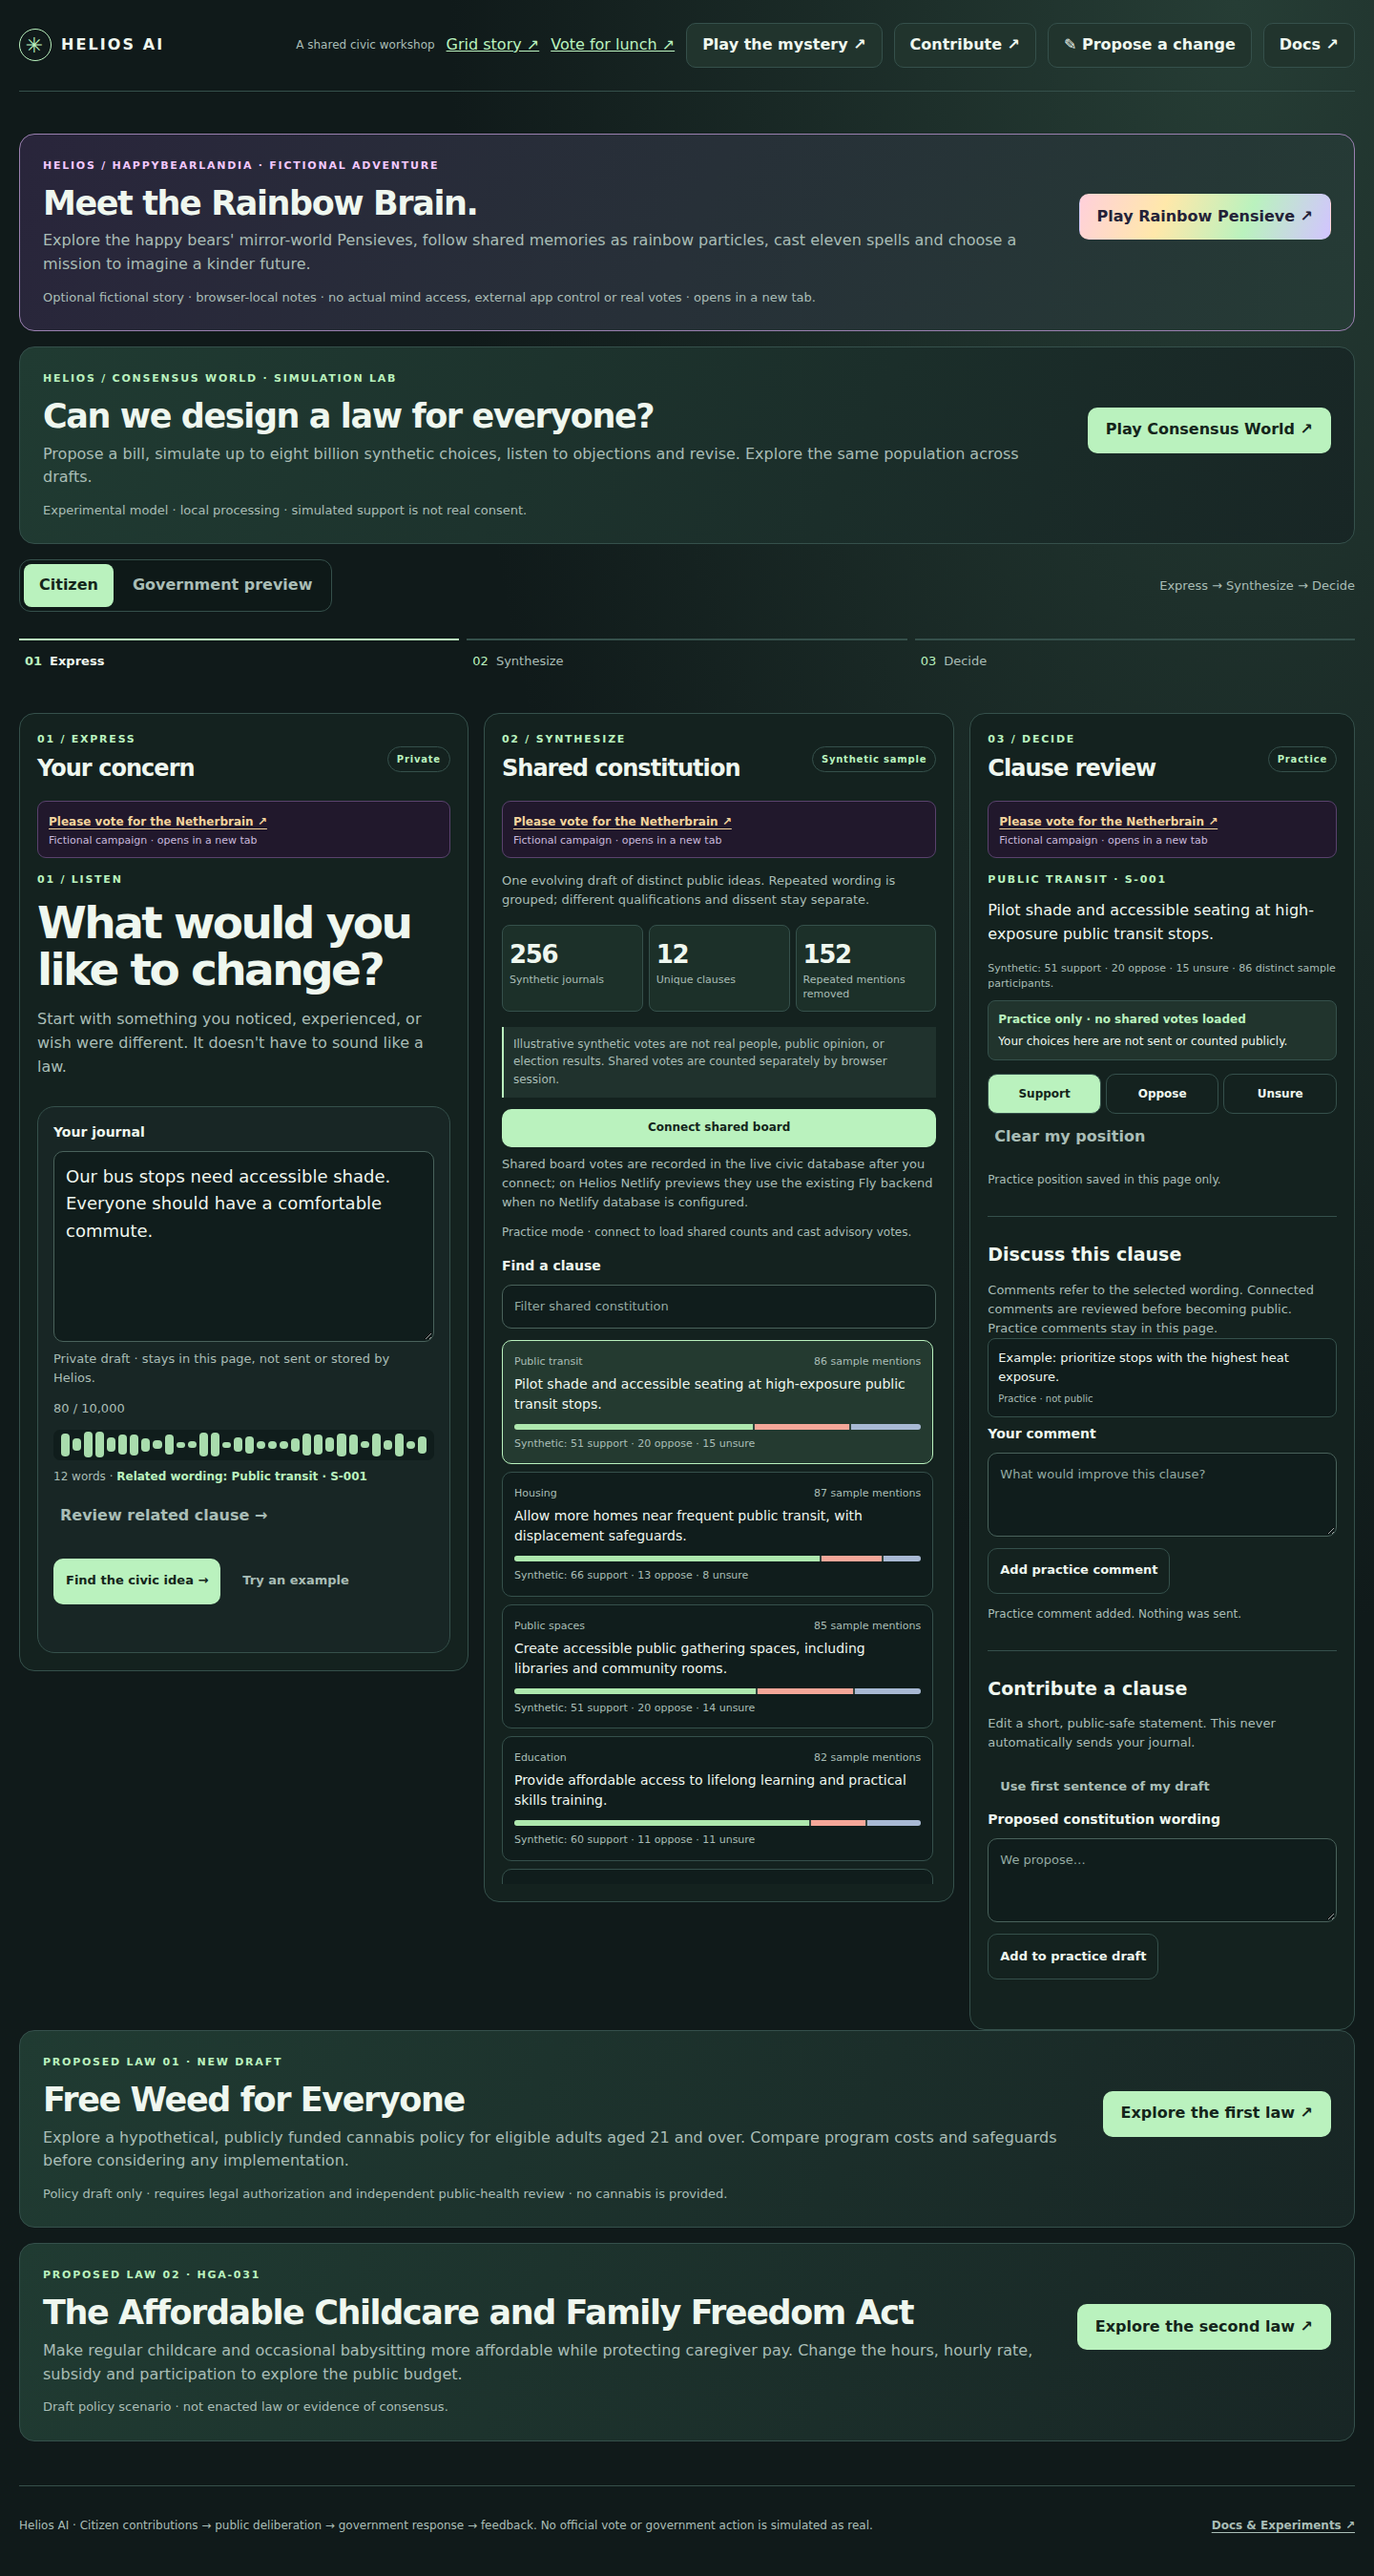 HELIOS AI
A shared civic workshop
Grid story ↗
Vote for lunch ↗
Play the mystery ↗
Contribute ↗
✎ Propose a change
Docs ↗
HELIOS / HAPPYBEARLANDIA · FICTIONAL ADVENTURE
Meet the Rainbow Brain.
Explore the happy bears' mirror-world Pensieves, follow shared memories as rainbow particles, cast eleven spells and choose a
mission to imagine a kinder future.
Optional fictional story · browser-local notes · no actual mind access, external app control or real votes · opens in a new tab.
Play Rainbow Pensieve ↗
HELIOS / CONSENSUS WORLD · SIMULATION LAB
Can we design a law for everyone?
Propose a bill, simulate up to eight billion synthetic choices, listen to objections and revise. Explore the same population across
drafts.
Experimental model · local processing · simulated support is not real consent.
Play Consensus World ↗
Citizen
Government preview
Express → Synthesize → Decide
01 Express
02 Synthesize
03 Decide
01 / EXPRESS
Your concern
Private
Please vote for the Netherbrain ↗
Fictional campaign · opens in a new tab
01 / LISTEN
What would you
like to change?
Start with something you noticed, experienced, or
wish were different. It doesn't have to sound like a
law.
Your journal
Our bus stops need accessible shade.
Everyone should have a comfortable
commute.
Private draft · stays in this page, not sent or stored by
Helios.
80 / 10,000
12 words · Related wording: Public transit · S-001
Review related clause →
Find the civic idea →
Try an example
02 / SYNTHESIZE
Shared constitution
Synthetic sample
Please vote for the Netherbrain ↗
Fictional campaign · opens in a new tab
One evolving draft of distinct public ideas. Repeated wording is
grouped; different qualifications and dissent stay separate.
256
Synthetic journals
12
Unique clauses
152
Repeated mentions
removed
Illustrative synthetic votes are not real people, public opinion, or
election results. Shared votes are counted separately by browser
session.
Connect shared board
Shared board votes are recorded in the live civic database after you
connect; on Helios Netlify previews they use the existing Fly backend
when no Netlify database is configured.
Practice mode · connect to load shared counts and cast advisory votes.
Find a clause
Filter shared constitution
Public transit
86 sample mentions
Pilot shade and accessible seating at high-exposure public
transit stops.
Synthetic: 51 support · 20 oppose · 15 unsure
Housing
87 sample mentions
Allow more homes near frequent public transit, with
displacement safeguards.
Synthetic: 66 support · 13 oppose · 8 unsure
Public spaces
85 sample mentions
Create accessible public gathering spaces, including
libraries and community rooms.
Synthetic: 51 support · 20 oppose · 14 unsure
Education
82 sample mentions
Provide affordable access to lifelong learning and practical
skills training.
Synthetic: 60 support · 11 oppose · 11 unsure
03 / DECIDE
Clause review
Practice
Please vote for the Netherbrain ↗
Fictional campaign · opens in a new tab
PUBLIC TRANSIT · S-001
Pilot shade and accessible seating at high-
exposure public transit stops.
Synthetic: 51 support · 20 oppose · 15 unsure · 86 distinct sample
participants.
Practice only · no shared votes loaded
Your choices here are not sent or counted publicly.
Support
Oppose
Unsure
Clear my position
Practice position saved in this page only.
Discuss this clause
Comments refer to the selected wording. Connected
comments are reviewed before becoming public.
Practice comments stay in this page.
Example: prioritize stops with the highest heat
exposure.
Practice · not public
Your comment
What would improve this clause?
Add practice comment
Practice comment added. Nothing was sent.
Contribute a clause
Edit a short, public-safe statement. This never
automatically sends your journal.
Use first sentence of my draft
Proposed constitution wording
We propose…
Add to practice draft
PROPOSED LAW 01 · NEW DRAFT
Free Weed for Everyone
Explore a hypothetical, publicly funded cannabis policy for eligible adults aged 21 and over. Compare program costs and safeguards
before considering any implementation.
Policy draft only · requires legal authorization and independent public-health review · no cannabis is provided.
Explore the first law ↗
PROPOSED LAW 02 · HGA-031
The Affordable Childcare and Family Freedom Act
Make regular childcare and occasional babysitting more affordable while protecting caregiver pay. Change the hours, hourly rate,
subsidy and participation to explore the public budget.
Draft policy scenario · not enacted law or evidence of consensus.
Explore the second law ↗
Helios AI · Citizen contributions → public deliberation → government response → feedback. No official vote or government action is simulated as real.
Docs & Experiments ↗